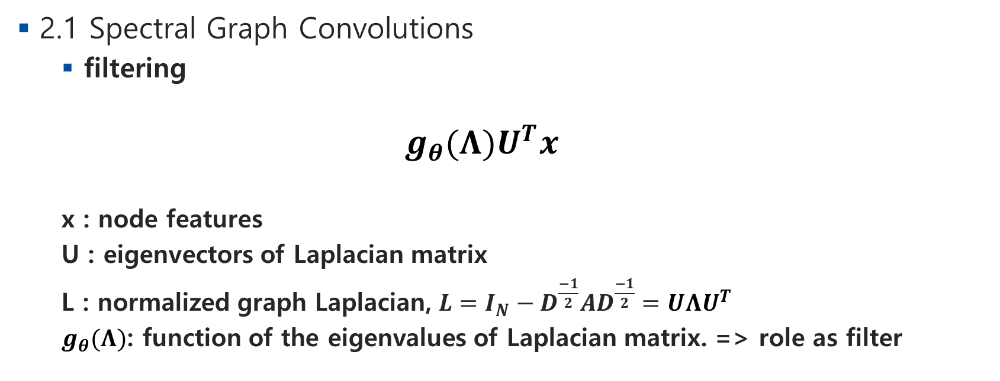 ▪ 2.1 Spectral Graph Convolutions
▪ filtering
$g_\theta(\Lambda)U^T x$
x : node features
U : eigenvectors of Laplacian matrix
L : normalized graph Laplacian, $L = I_N - D^{\frac{-1}{2}}AD^{\frac{-1}{2}} = U\Lambda U^T$
$g_\theta(\Lambda)$: function of the eigenvalues of Laplacian matrix. => role as filter